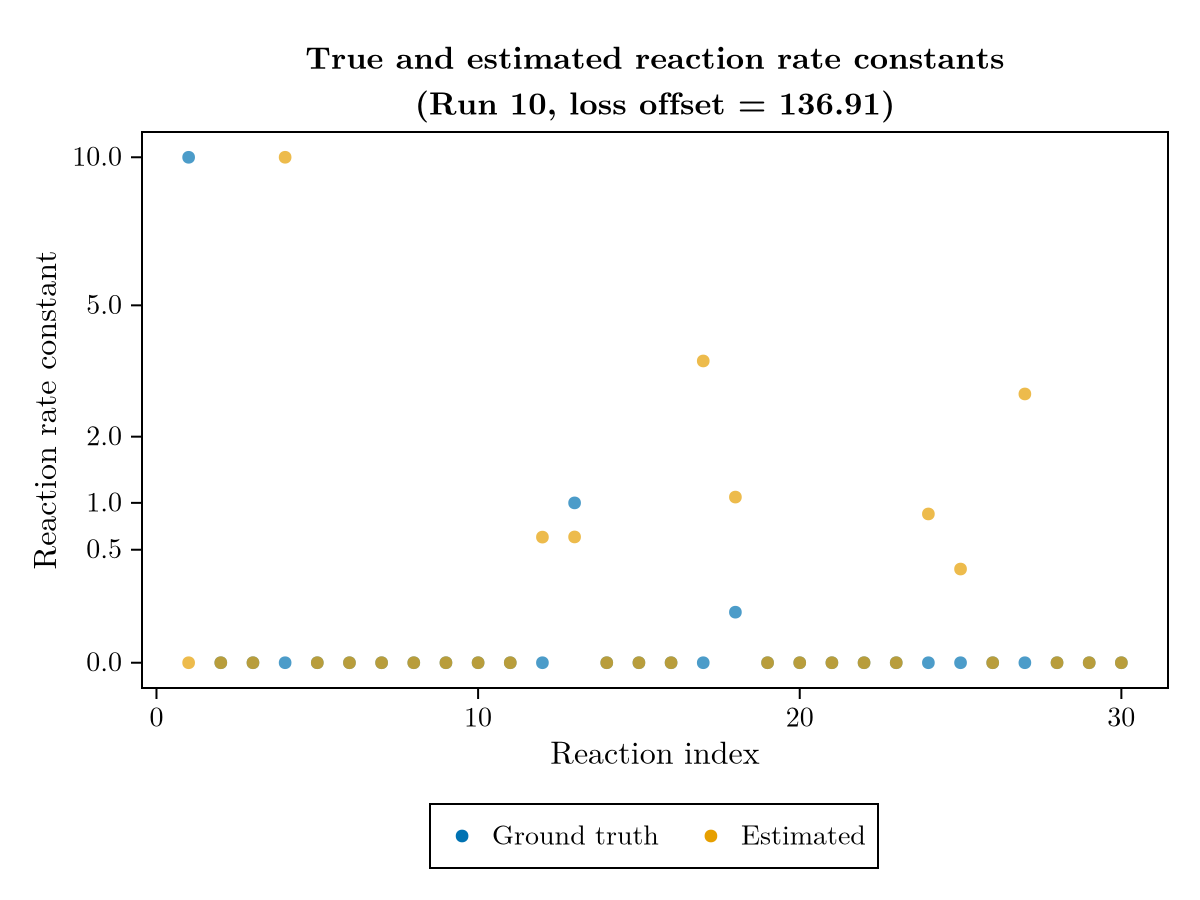 True and estimated reaction rate constants
(Run 10, loss offset = 136.91)
Reaction rate constant
10.0
5.0
2.0
1.0
0.5
0.0
0 10 20 30
Reaction index
Ground truth Estimated